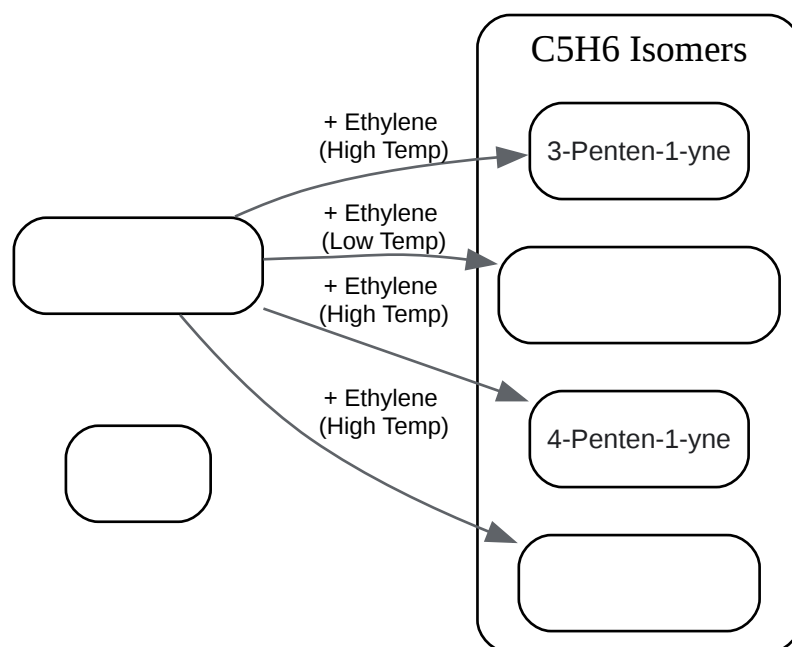 C5H6 Isomers
+ Ethylene
(High Temp)
3-Penten-1-yne
+ Ethylene
(Low Temp)
+ Ethylene
(High Temp)
+ Ethylene
(High Temp)
4-Penten-1-yne